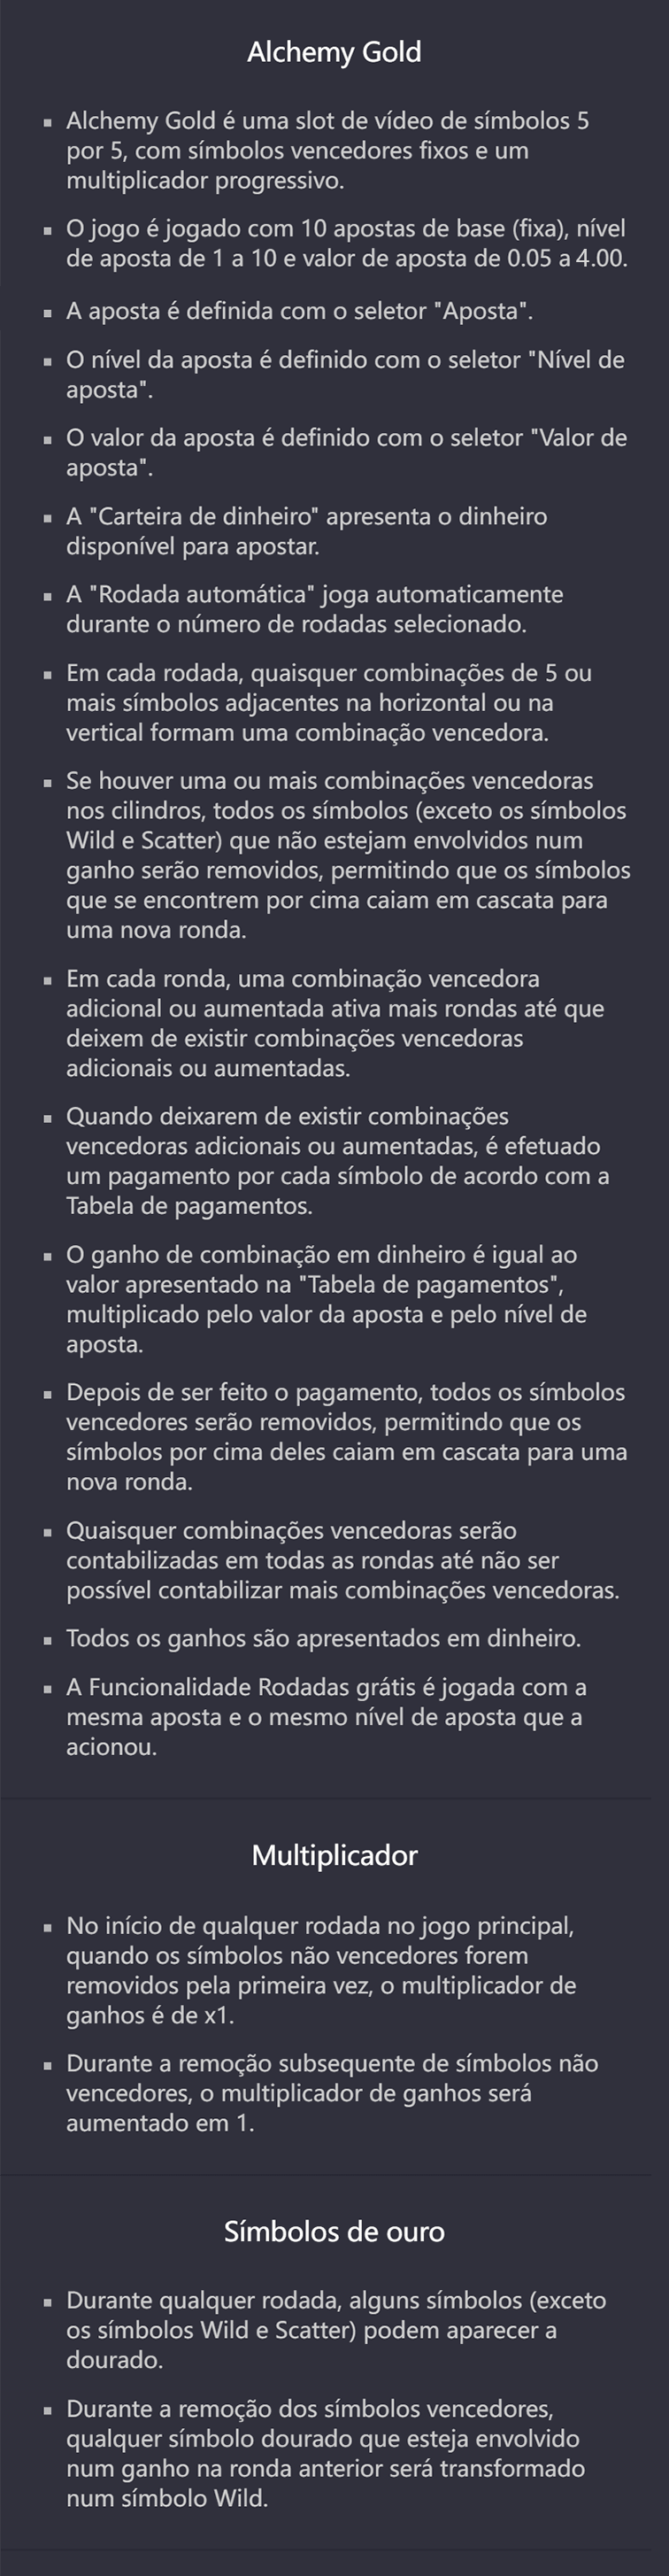 Alchemy Gold
Alchemy Gold é uma slot de vídeo de símbolos 5
por 5, com símbolos vencedores fixos e um
multiplicador progressivo.
O jogo é jogado com 10 apostas de base (fixa), nível
de aposta de 1 a 10 e valor de aposta de 0.05 a 4.00.
A aposta é definida com o seletor "Aposta".
O nível da aposta é definido com o seletor "Nível de
aposta".
O valor da aposta é definido com o seletor "Valor de
aposta".
A "Carteira de dinheiro" apresenta o dinheiro
disponível para apostar.
A "Rodada automática" joga automaticamente
durante o número de rodadas selecionado.
Em cada rodada, quaisquer combinações de 5 ou
mais símbolos adjacentes na horizontal ou na
vertical formam uma combinação vencedora.
Se houver uma ou mais combinações vencedoras
nos cilindros, todos os símbolos (exceto os símbolos
Wild e Scatter) que não estejam envolvidos num
ganho serão removidos, permitindo que os símbolos
que se encontrem por cima caiam em cascata para
uma nova ronda.
Em cada ronda, uma combinação vencedora
adicional ou aumentada ativa mais rondas até que
deixem de existir combinações vencedoras
adicionais ou aumentadas.
Quando deixarem de existir combinações
vencedoras adicionais ou aumentadas, é efetuado
um pagamento por cada símbolo de acordo com a
Tabela de pagamentos.
O ganho de combinação em dinheiro é igual ao
valor apresentado na "Tabela de pagamentos",
multiplicado pelo valor da aposta e pelo nível de
aposta.
Depois de ser feito o pagamento, todos os símbolos
vencedores serão removidos, permitindo que os
símbolos por cima deles caiam em cascata para uma
nova ronda.
Quaisquer combinações vencedoras serão
contabilizadas em todas as rondas até não ser
possível contabilizar mais combinações vencedoras.
Todos os ganhos são apresentados em dinheiro.
A Funcionalidade Rodadas grátis é jogada com a
mesma aposta e o mesmo nível de aposta que a
acionou.
Multiplicador
No início de qualquer rodada no jogo principal,
quando os símbolos não vencedores forem
removidos pela primeira vez, o multiplicador de
ganhos é de x1.
Durante a remoção subsequente de símbolos não
vencedores, o multiplicador de ganhos será
aumentado em 1.
Símbolos de ouro
Durante qualquer rodada, alguns símbolos (exceto
os símbolos Wild e Scatter) podem aparecer a
dourado.
Durante a remoção dos símbolos vencedores,
qualquer símbolo dourado que esteja envolvido
num ganho na ronda anterior será transformado
num símbolo Wild.